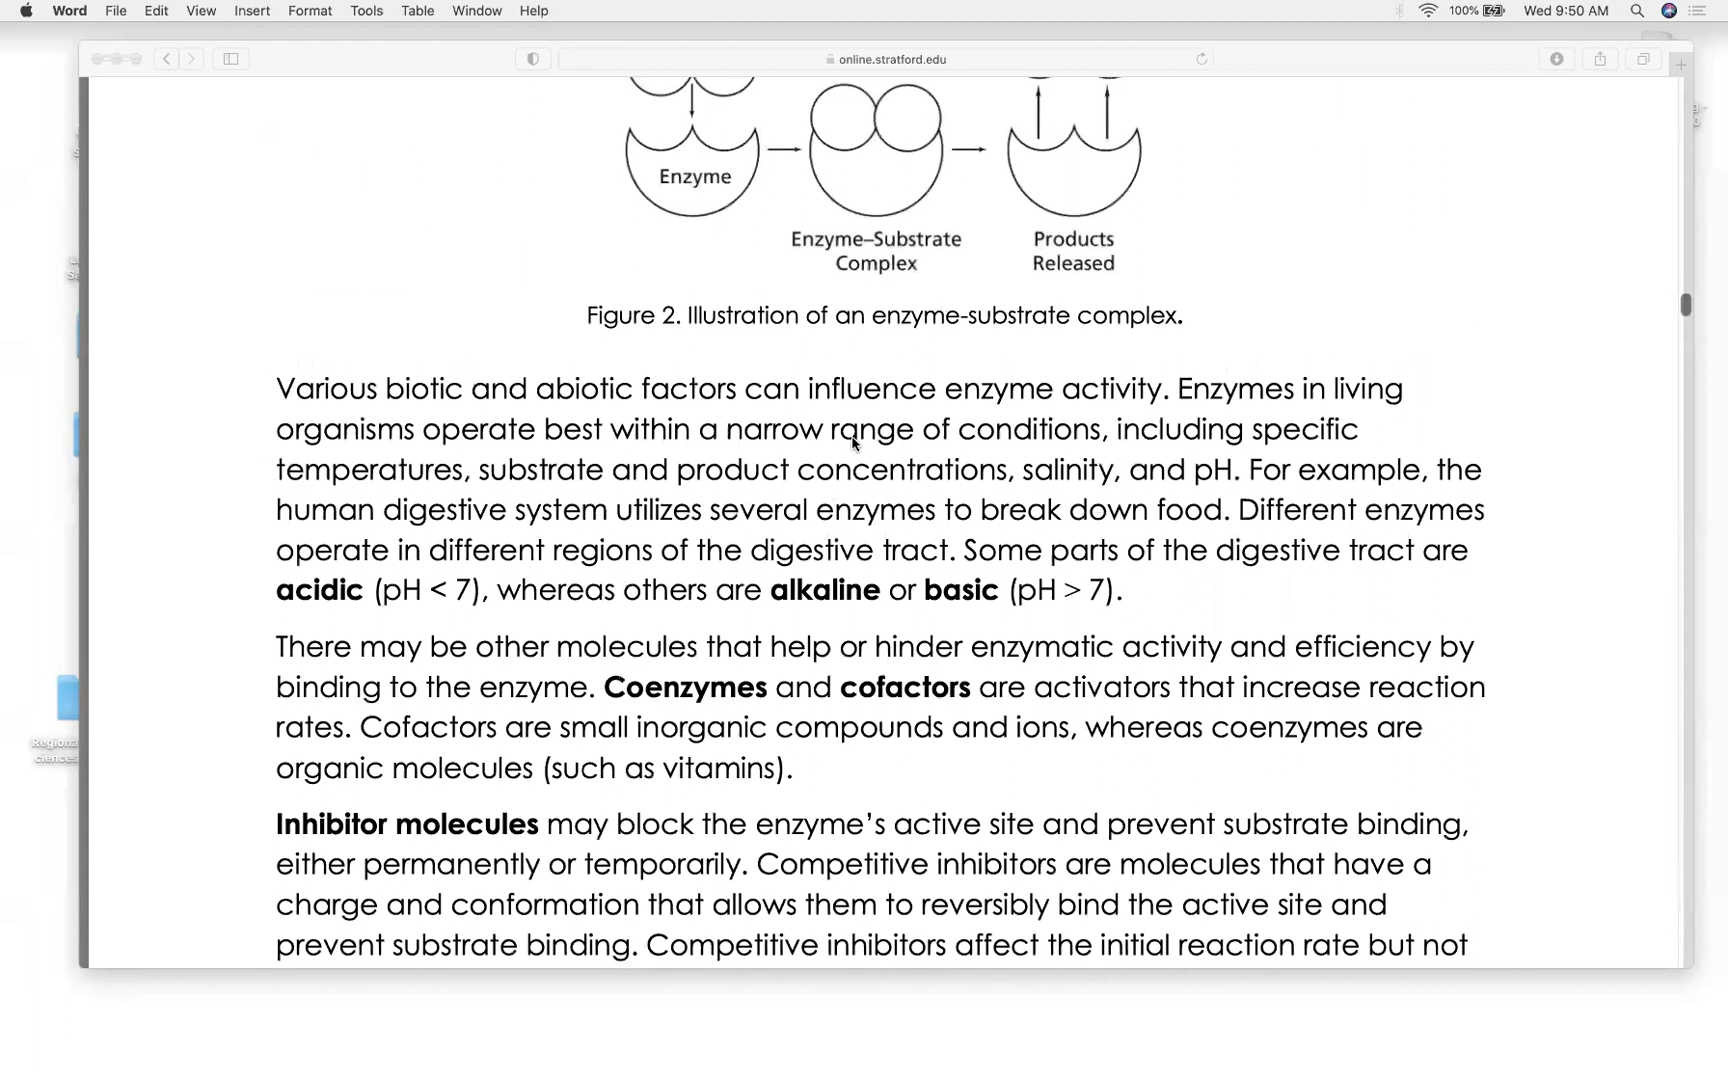 Word File Edit View Insert Format Tools Table Window Help 100% Wed 9:50 AM
online.stratford.edu
Enzyme
Enzyme–Substrate
Complex
Products
Released
Figure 2. Illustration of an enzyme-substrate complex.
Various biotic and abiotic factors can influence enzyme activity. Enzymes in living
organisms operate best within a narrow range of conditions, including specific
temperatures, substrate and product concentrations, salinity, and pH. For example, the
human digestive system utilizes several enzymes to break down food. Different enzymes
operate in different regions of the digestive tract. Some parts of the digestive tract are
acidic (pH < 7), whereas others are alkaline or basic (pH > 7).
There may be other molecules that help or hinder enzymatic activity and efficiency by
binding to the enzyme. Coenzymes and cofactors are activators that increase reaction
rates. Cofactors are small inorganic compounds and ions, whereas coenzymes are
organic molecules (such as vitamins).
Inhibitor molecules may block the enzyme’s active site and prevent substrate binding,
either permanently or temporarily. Competitive inhibitors are molecules that have a
charge and conformation that allows them to reversibly bind the active site and
prevent substrate binding. Competitive inhibitors affect the initial reaction rate but not
Regiona
ciences